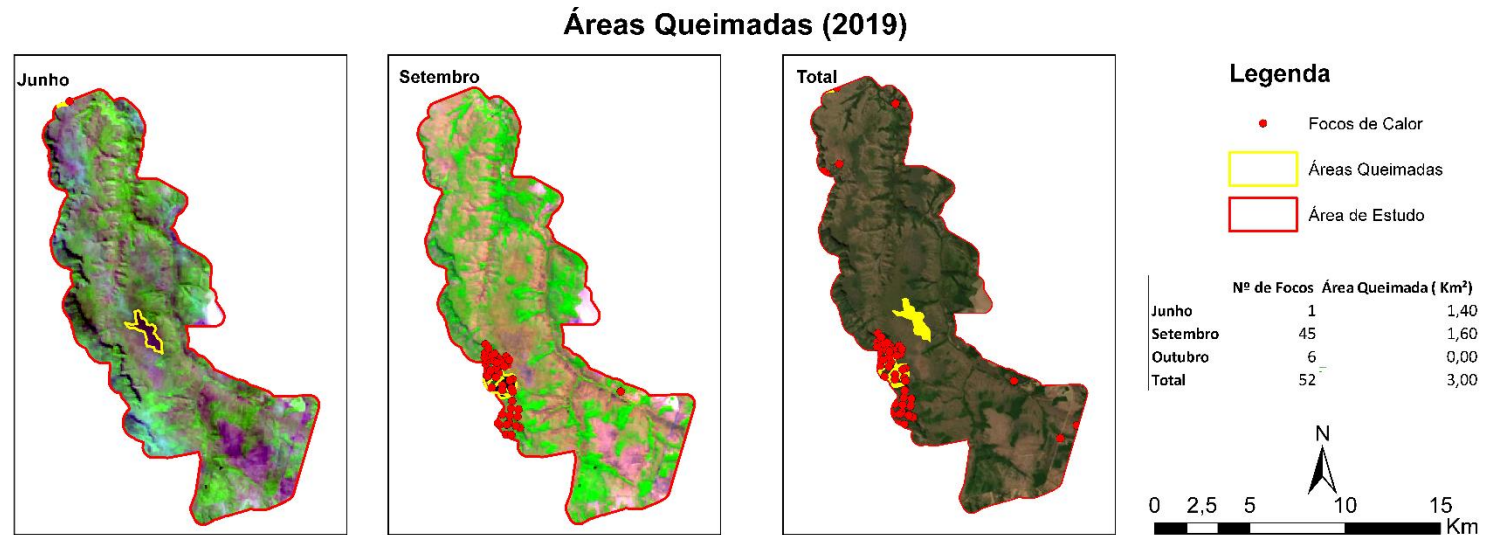 Áreas Queimadas (2019)
Junho
Setembro
Total
Legenda
Focos de Calor
Áreas Queimadas
Área de Estudo
Nº de Focos Área Queimada ( Km²)
Junho 1 1,40
Setembro 45 1,60
Outubro 6 0,00
Total 52 3,00
N
0 2,5 5 10 15
Km